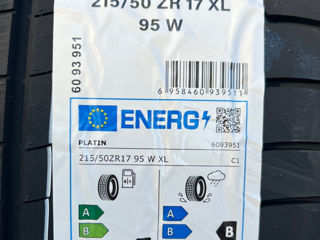 215/50 ZR 17 XL
95 W
60 93 951
6 958460 939511
ENERG
PLATIN 6093951
215/50ZR17 95 W XL C1
A A
B B B